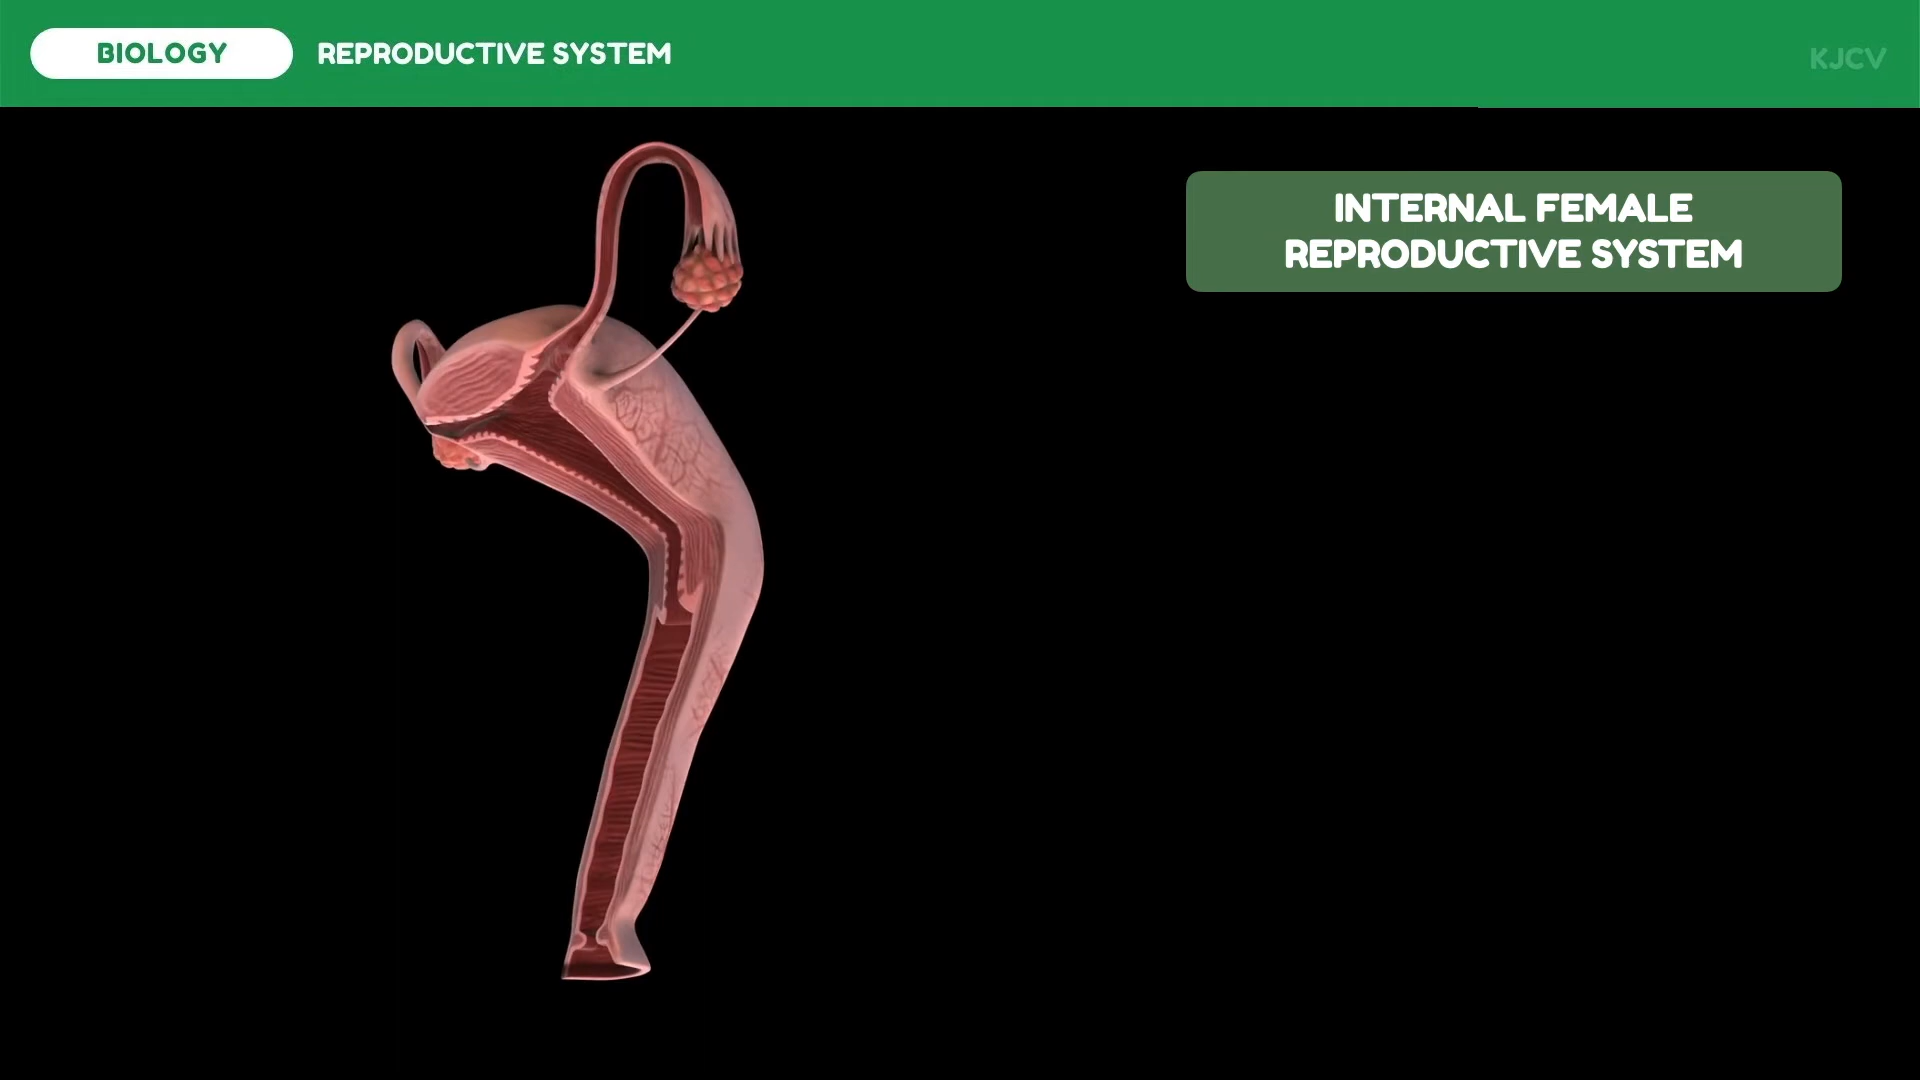 BIOLOGY
REPRODUCTIVE SYSTEM
KJCV
INTERNAL FEMALE
REPRODUCTIVE SYSTEM